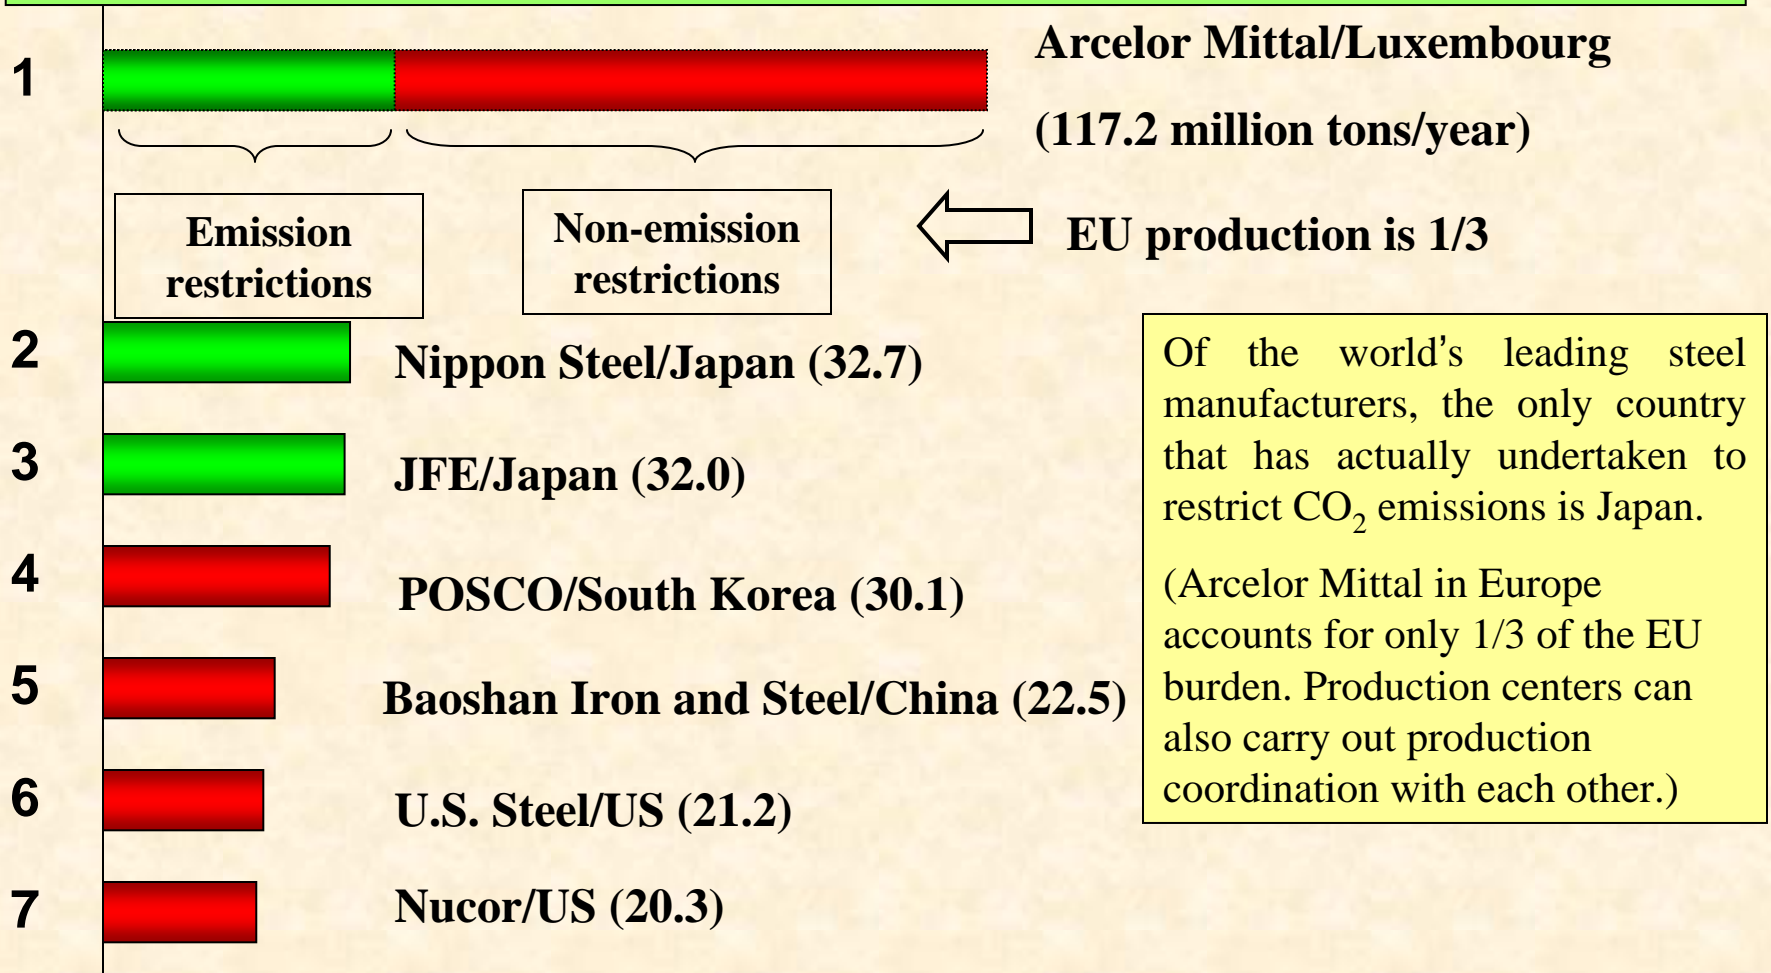 1
Arcelor Mittal/Luxembourg
(117.2 million tons/year)
Emission
restrictions
Non-emission
restrictions
EU production is 1/3
2
Nippon Steel/Japan (32.7)
3
JFE/Japan (32.0)
4
POSCO/South Korea (30.1)
5
Baoshan Iron and Steel/China (22.5)
6
U.S. Steel/US (21.2)
7
Nucor/US (20.3)
Of the world's leading steel
manufacturers, the only country
that has actually undertaken to
restrict CO₂ emissions is Japan.
(Arcelor Mittal in Europe
accounts for only 1/3 of the EU
burden. Production centers can
also carry out production
coordination with each other.)